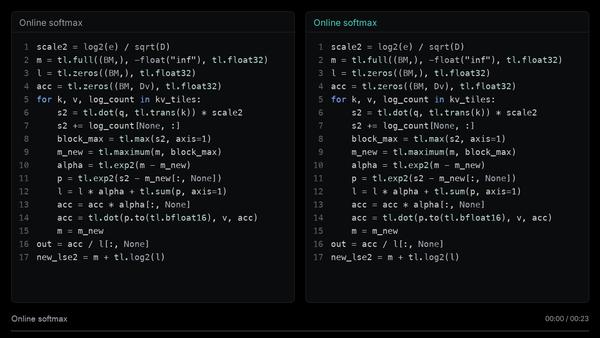 Online softmax
1 scale2 = log2(e) / sqrt(D)
2 m = tl.full((BM,), -float("inf"), tl.float32)
3 l = tl.zeros((BM,), tl.float32)
4 acc = tl.zeros((BM, Dv), tl.float32)
5 for k, v, log_count in kv_tiles:
6     s2 = tl.dot(q, tl.trans(k)) * scale2
7     s2 += log_count[None, :]
8     block_max = tl.max(s2, axis=1)
9     m_new = tl.maximum(m, block_max)
10     alpha = tl.exp2(m - m_new)
11     p = tl.exp2(s2 - m_new[:, None])
12     l = l * alpha + tl.sum(p, axis=1)
13     acc = acc * alpha[:, None]
14     acc = tl.dot(p.to(tl.bfloat16), v, acc)
15     m = m_new
16 out = acc / l[:, None]
17 new_lse2 = m + tl.log2(l)
Online softmax
1 scale2 = log2(e) / sqrt(D)
2 m = tl.full((BM,), -float("inf"), tl.float32)
3 l = tl.zeros((BM,), tl.float32)
4 acc = tl.zeros((BM, Dv), tl.float32)
5 for k, v, log_count in kv_tiles:
6     s2 = tl.dot(q, tl.trans(k)) * scale2
7     s2 += log_count[None, :]
8     block_max = tl.max(s2, axis=1)
9     m_new = tl.maximum(m, block_max)
10     alpha = tl.exp2(m - m_new)
11     p = tl.exp2(s2 - m_new[:, None])
12     l = l * alpha + tl.sum(p, axis=1)
13     acc = acc * alpha[:, None]
14     acc = tl.dot(p.to(tl.bfloat16), v, acc)
15     m = m_new
16 out = acc / l[:, None]
17 new_lse2 = m + tl.log2(l)
Online softmax
00:00 / 00:23